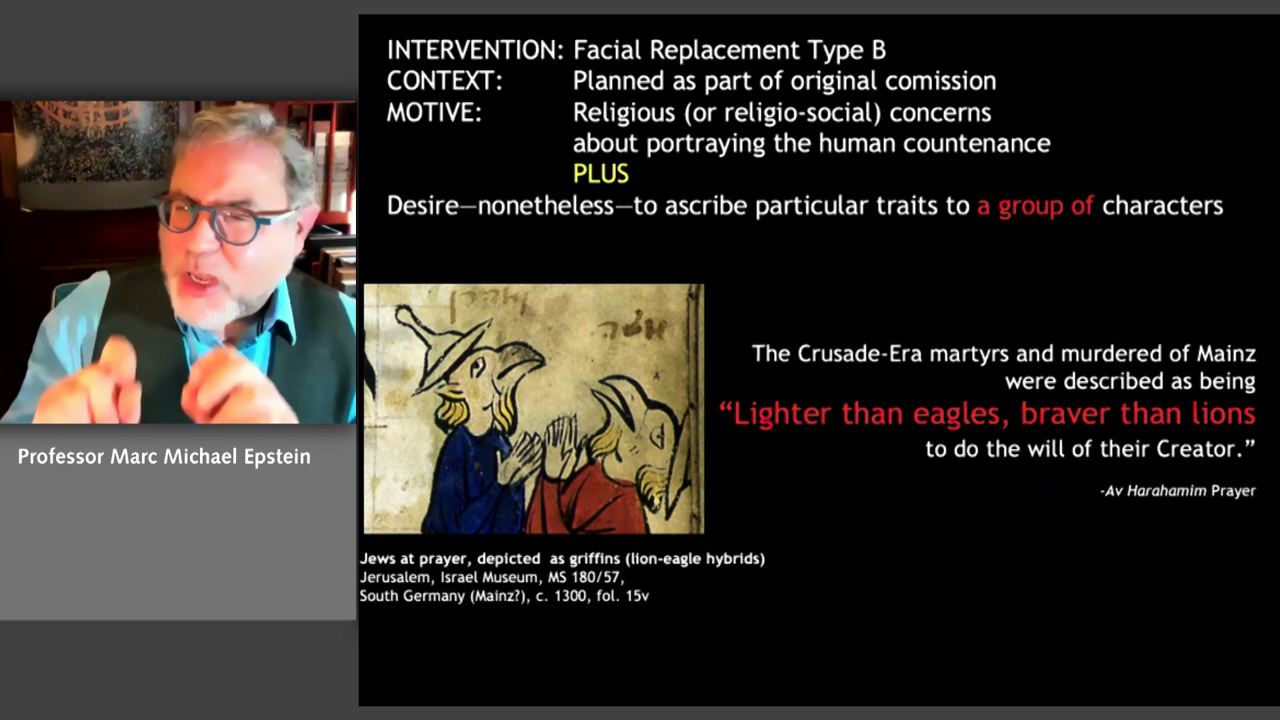 INTERVENTION: Facial Replacement Type B
CONTEXT: Planned as part of original comission
MOTIVE: Religious (or religio-social) concerns
about portraying the human countenance
PLUS
Desire—nonetheless—to ascribe particular traits to a group of characters
The Crusade-Era martyrs and murdered of Mainz
were described as being
“Lighter than eagles, braver than lions
to do the will of their Creator.”
-Av Harahamim Prayer
Professor Marc Michael Epstein
Jews at prayer, depicted as griffins (lion-eagle hybrids)
Jerusalem, Israel Museum, MS 180/57,
South Germany (Mainz?), c. 1300, fol. 15v